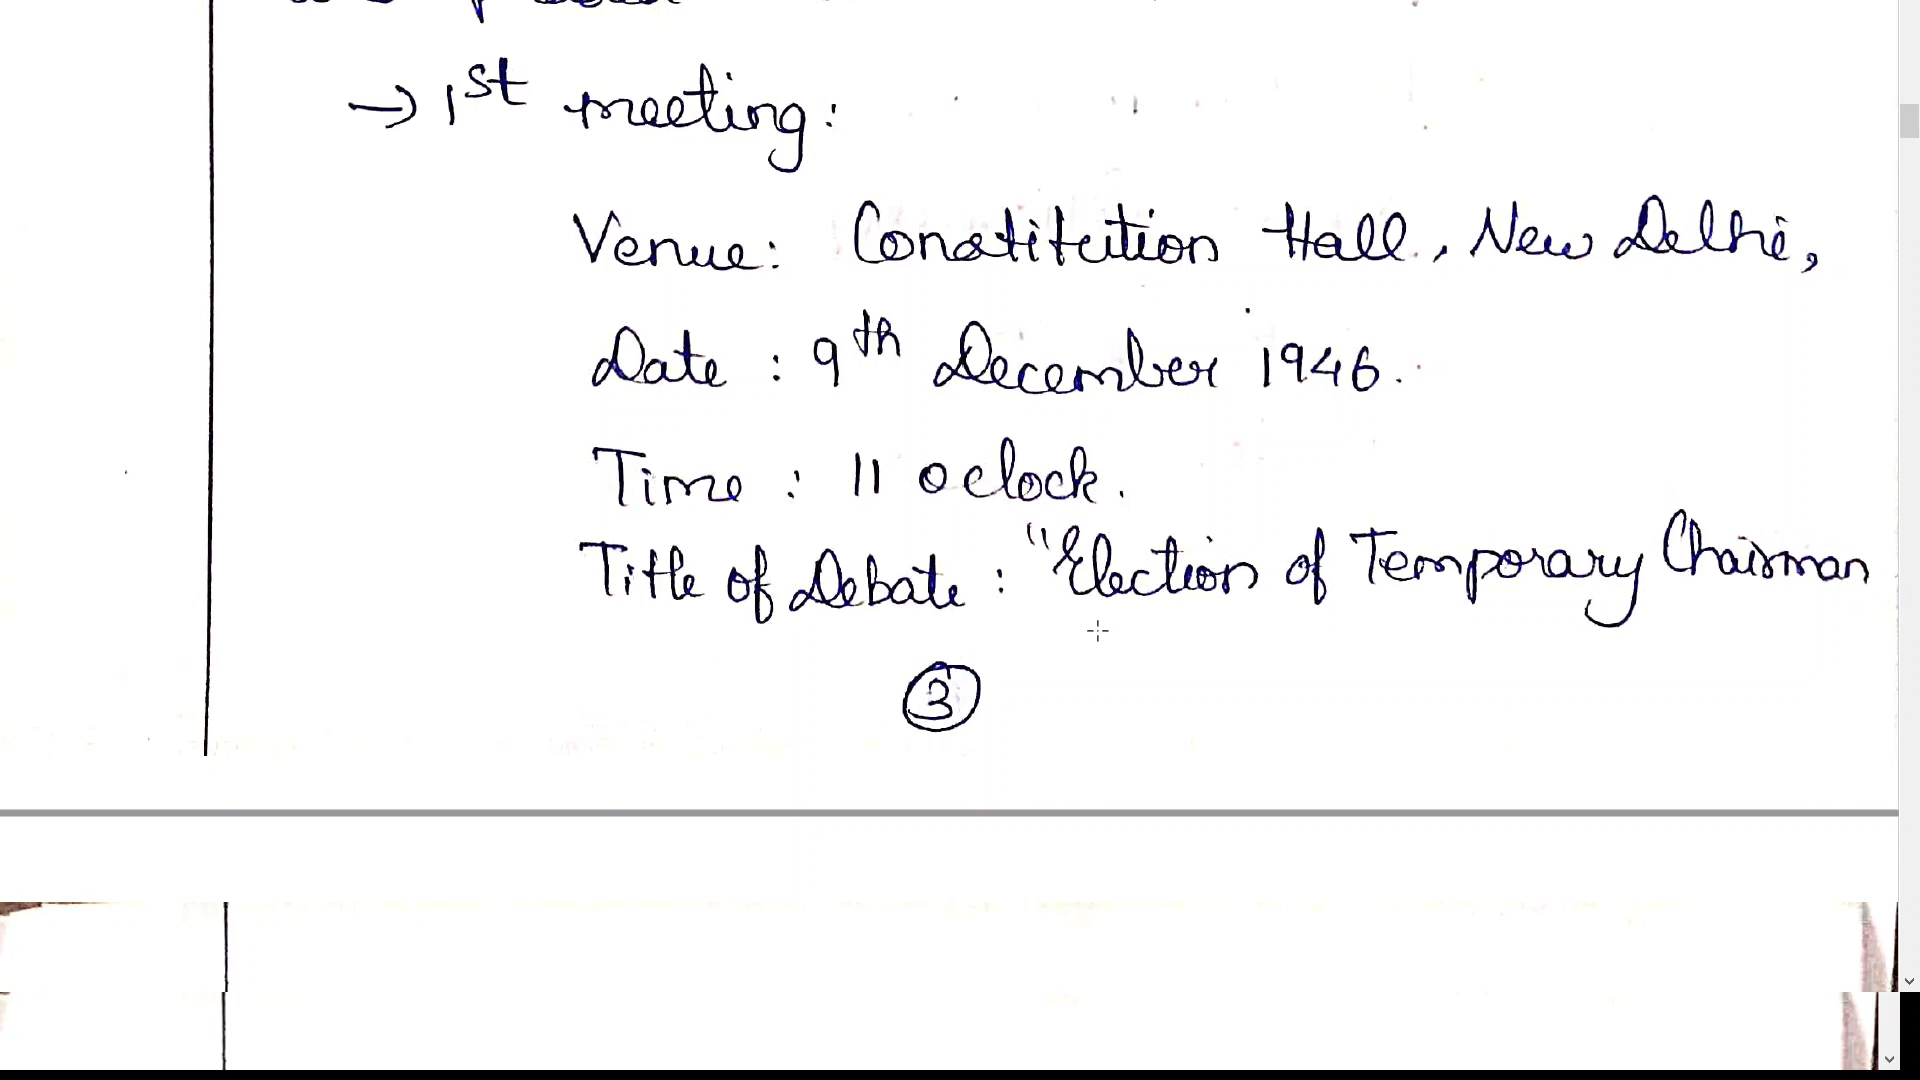 → 1st meeting:
Venue: Constitution Hall, New Delhi,
Date : 9th December 1946.
Time : 11 o clock.
Title of Debate : "Election of Temporary Chairman
3